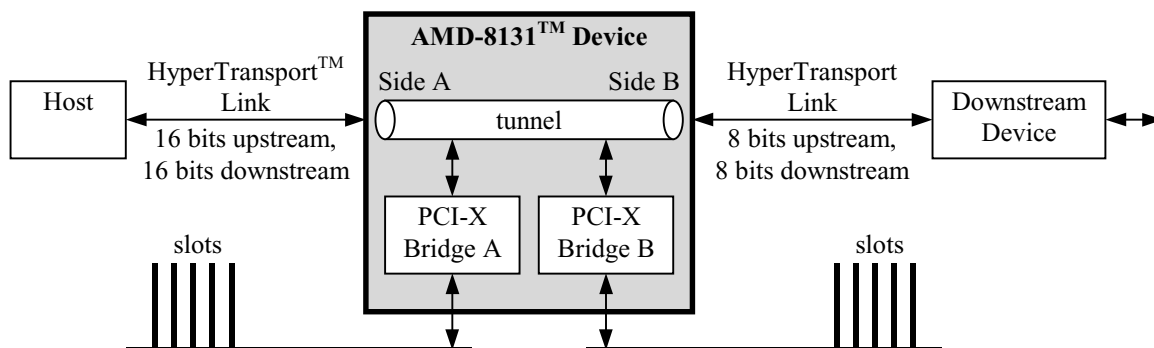 AMD-8131™ Device
HyperTransport™
Link
Host
16 bits upstream,
16 bits downstream
Side A
Side B
tunnel
HyperTransport
Link
8 bits upstream,
8 bits downstream
Downstream
Device
PCI-X
Bridge A
PCI-X
Bridge B
slots
slots